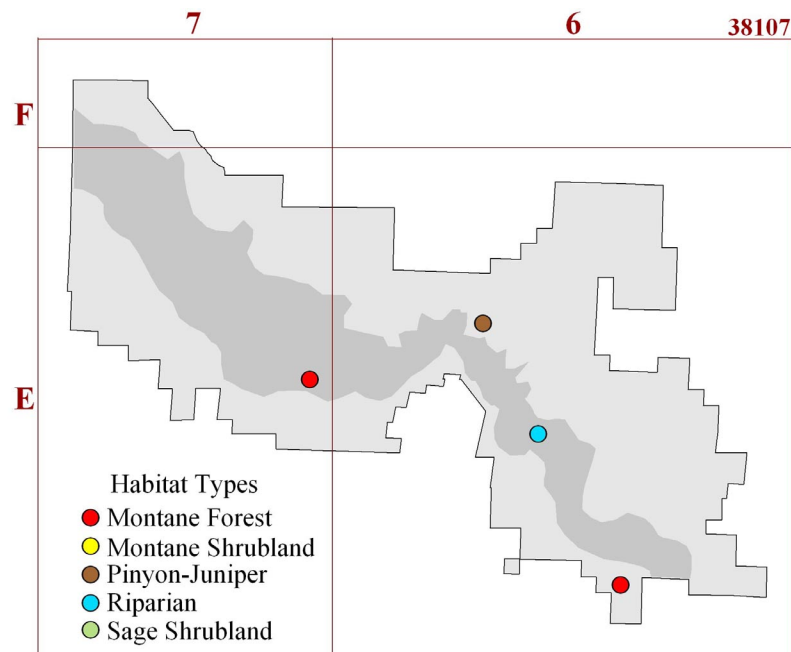 7 6 38107
F
E
Habitat Types
Montane Forest
Montane Shrubland
Pinyon-Juniper
Riparian
Sage Shrubland